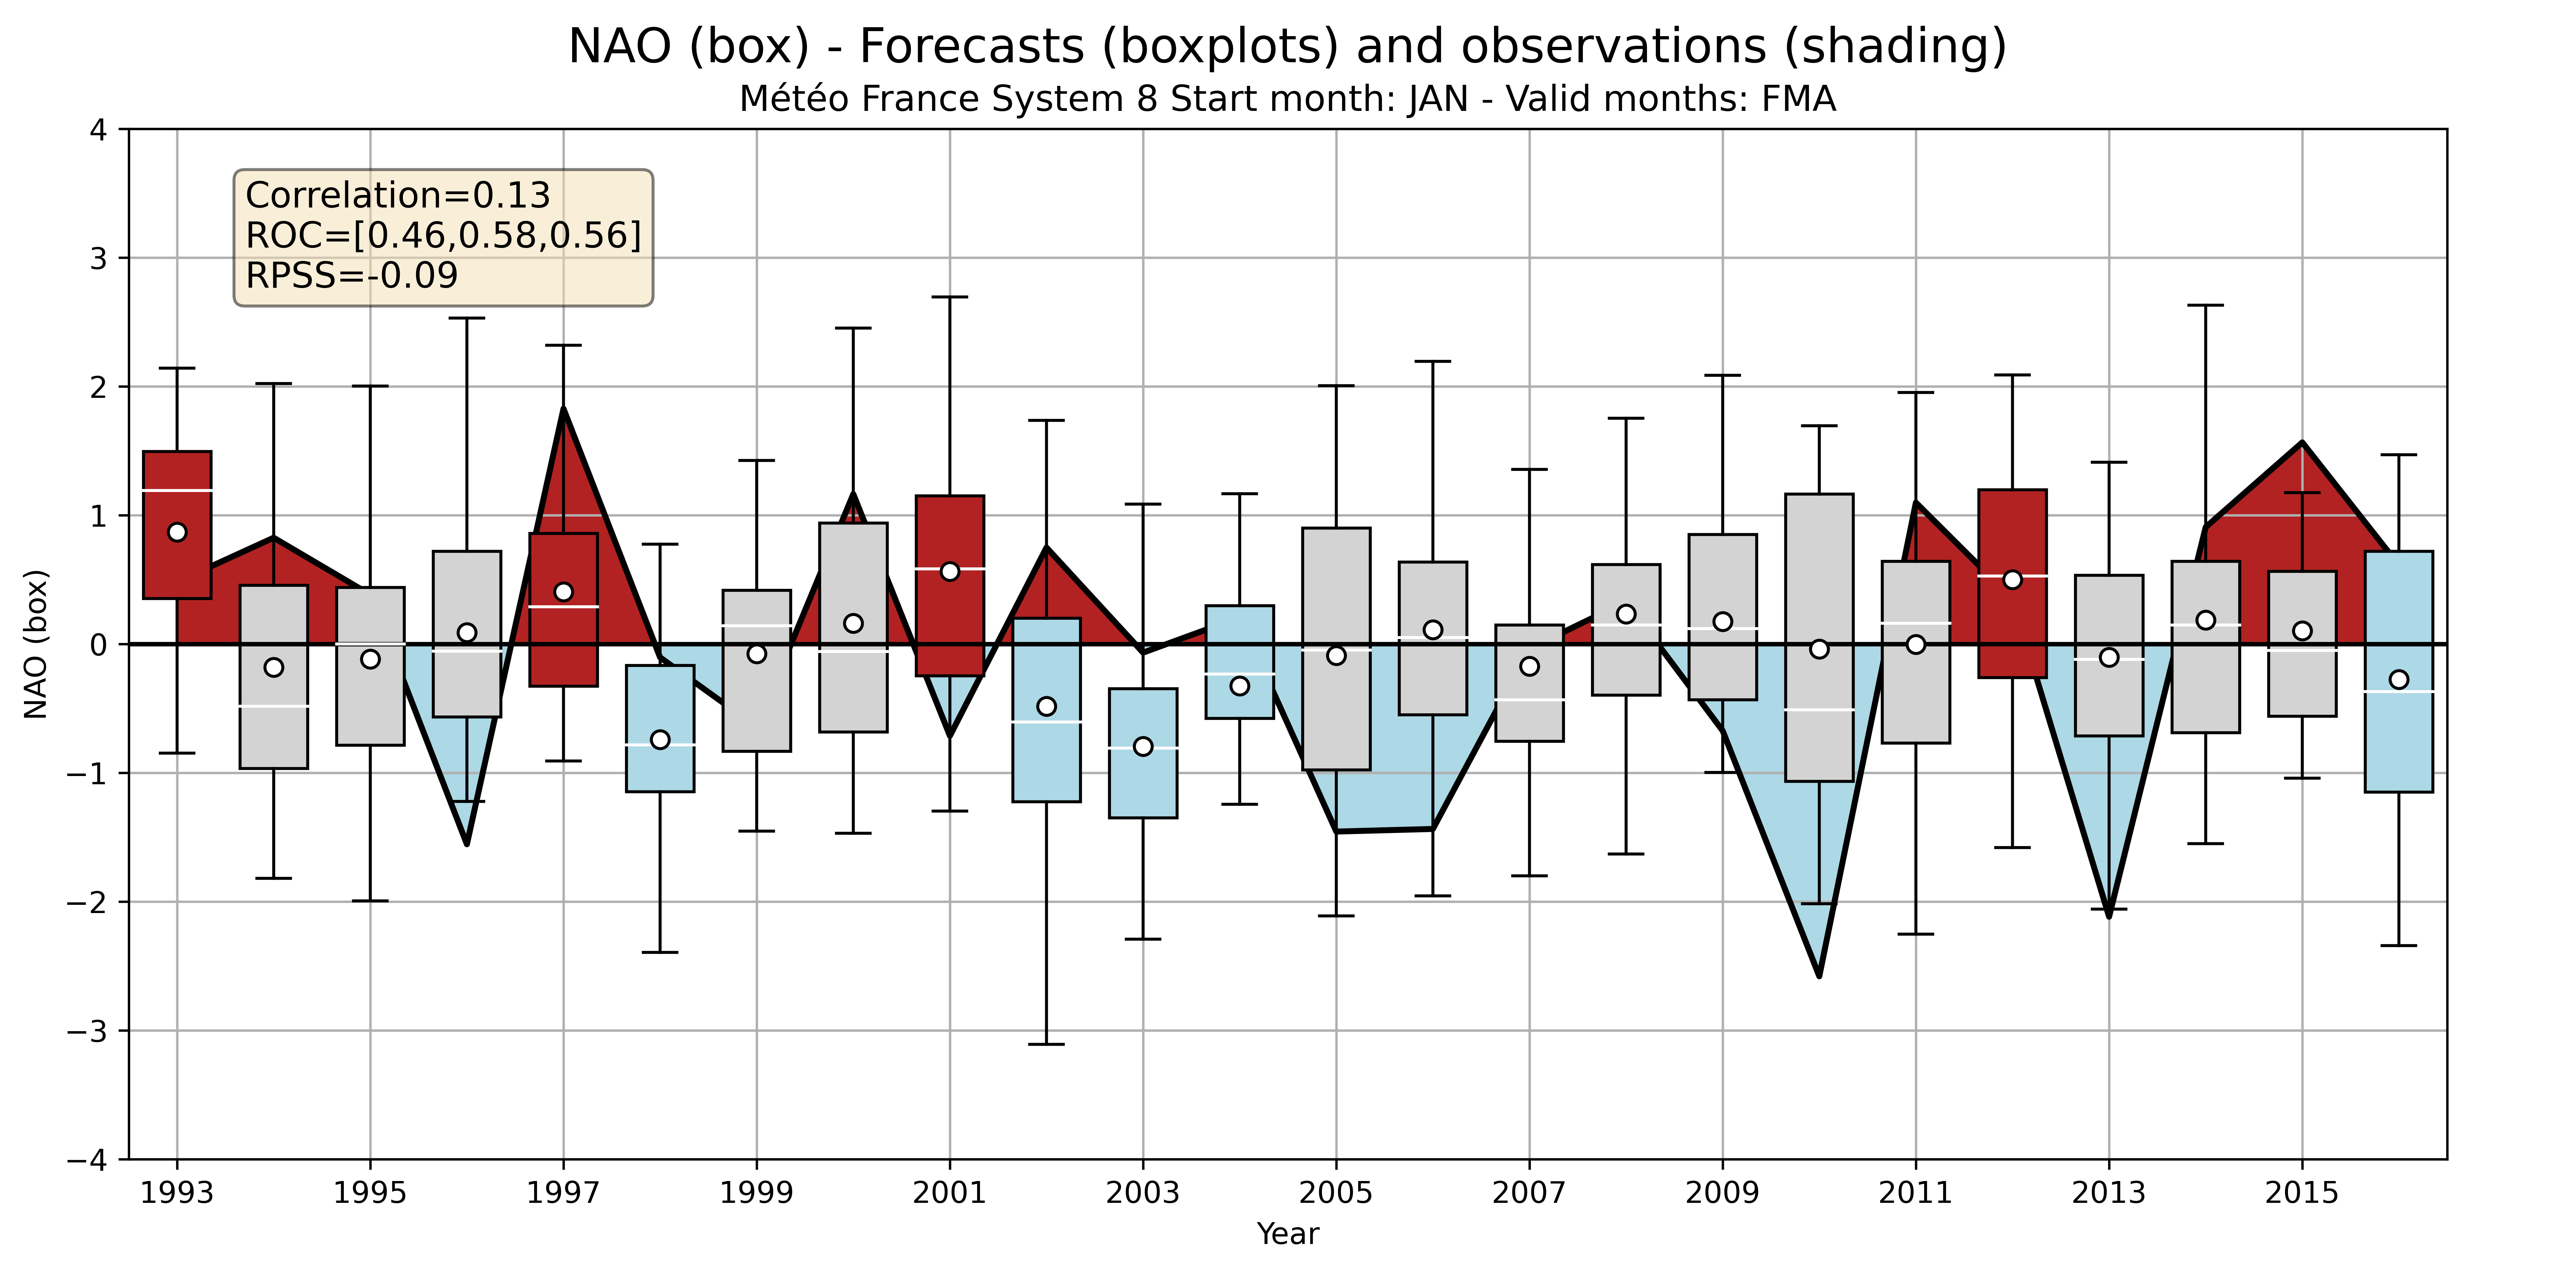 NAO (box) - Forecasts (boxplots) and observations (shading)
Météo France System 8 Start month: JAN - Valid months: FMA
Correlation=0.13
ROC=[0.46,0.58,0.56]
RPSS=-0.09
NAO (box)
4
3
2
1
0
−1
−2
−3
−4
1993 1995 1997 1999 2001 2003 2005 2007 2009 2011 2013 2015
Year